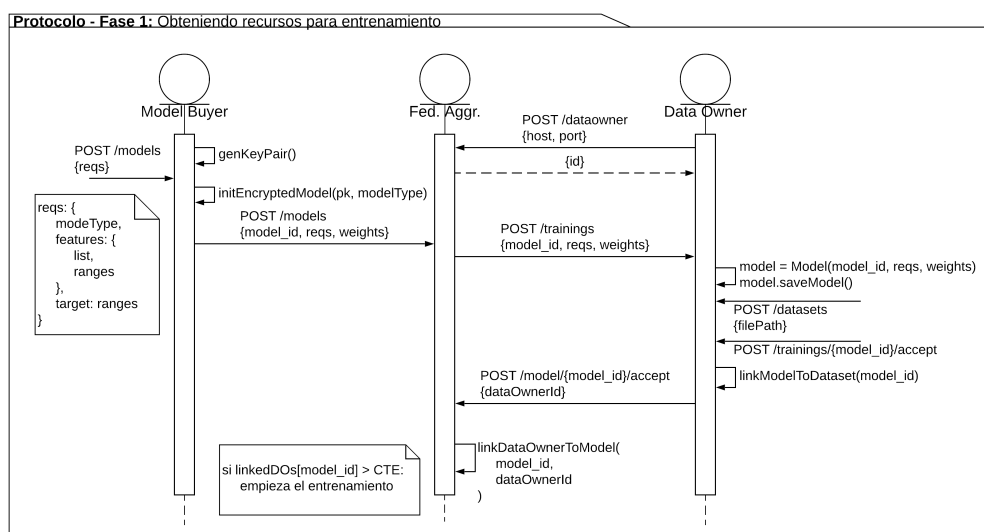 Protocolo - Fase 1: Obteniendo recursos para entrenamiento
Model Buyer
Fed. Aggr.
Data Owner
POST /dataowner
{host, port}
{id}
POST /models
{reqs}
genKeyPair()
initEncryptedModel(pk, modelType)
reqs: {
modeType,
features: {
list,
ranges
},
target: ranges
}
POST /models
{model_id, reqs, weights}
POST /trainings
{model_id, reqs, weights}
model = Model(model_id, reqs, weights)
model.saveModel()
POST /datasets
{filePath}
POST /trainings/{model_id}/accept
linkModelToDataset(model_id)
POST /model/{model_id}/accept
{dataOwnerId}
linkDataOwnerToModel(
model_id,
dataOwnerId
)
si linkedDOs[model_id] > CTE:
empieza el entrenamiento